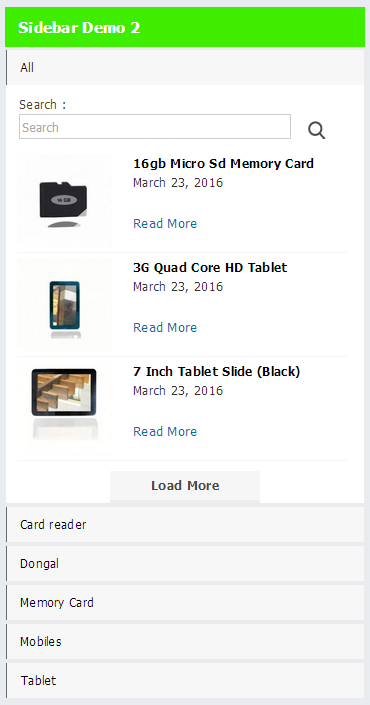 Sidebar Demo 2
All
Search :
Search
16gb Micro Sd Memory Card
March 23, 2016
16 GB
Read More
3G Quad Core HD Tablet
March 23, 2016
Read More
7 Inch Tablet Slide (Black)
March 23, 2016
Read More
Load More
Card reader
Dongal
Memory Card
Mobiles
Tablet